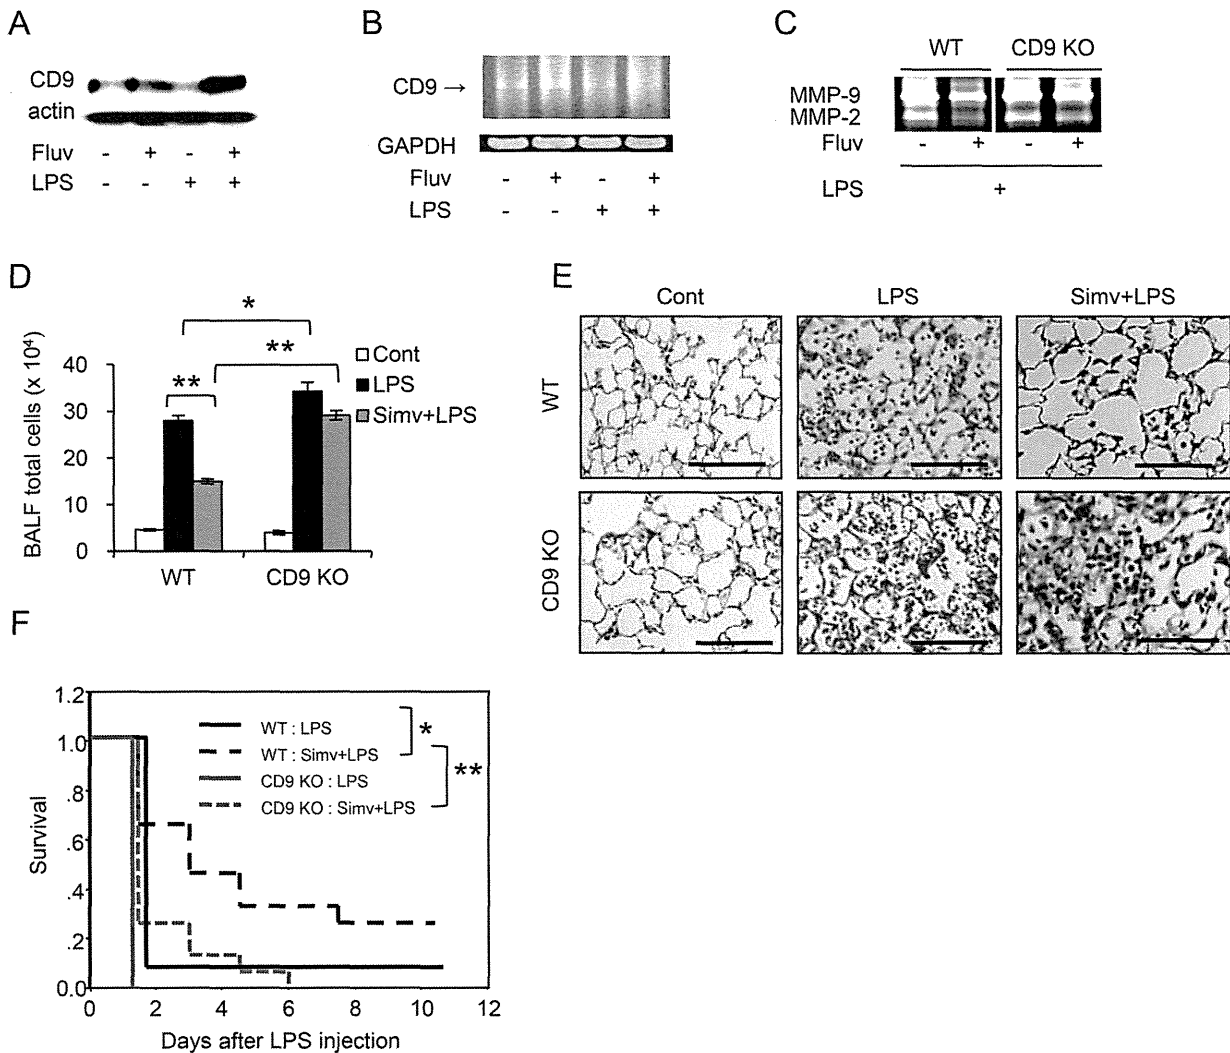 A
CD9
actin
Fluv - + - +
LPS - - + +
B
CD9 →
GAPDH
Fluv - + - +
LPS - - + +
C
WT CD9 KO
MMP-9
MMP-2
Fluv - + - +
LPS +
D
*
**
**
BALF total cells (x 10⁴)
40
30
20
10
0
WT CD9 KO
Cont
LPS
Simv+LPS
E
Cont LPS Simv+LPS
WT
CD9 KO
F
Survival
1.2
1.0
.8
.6
.4
.2
0.0
0 2 4 6 8 10 12
Days after LPS injection
WT : LPS
WT : Simv+LPS
CD9 KO : LPS
CD9 KO : Simv+LPS
*
**